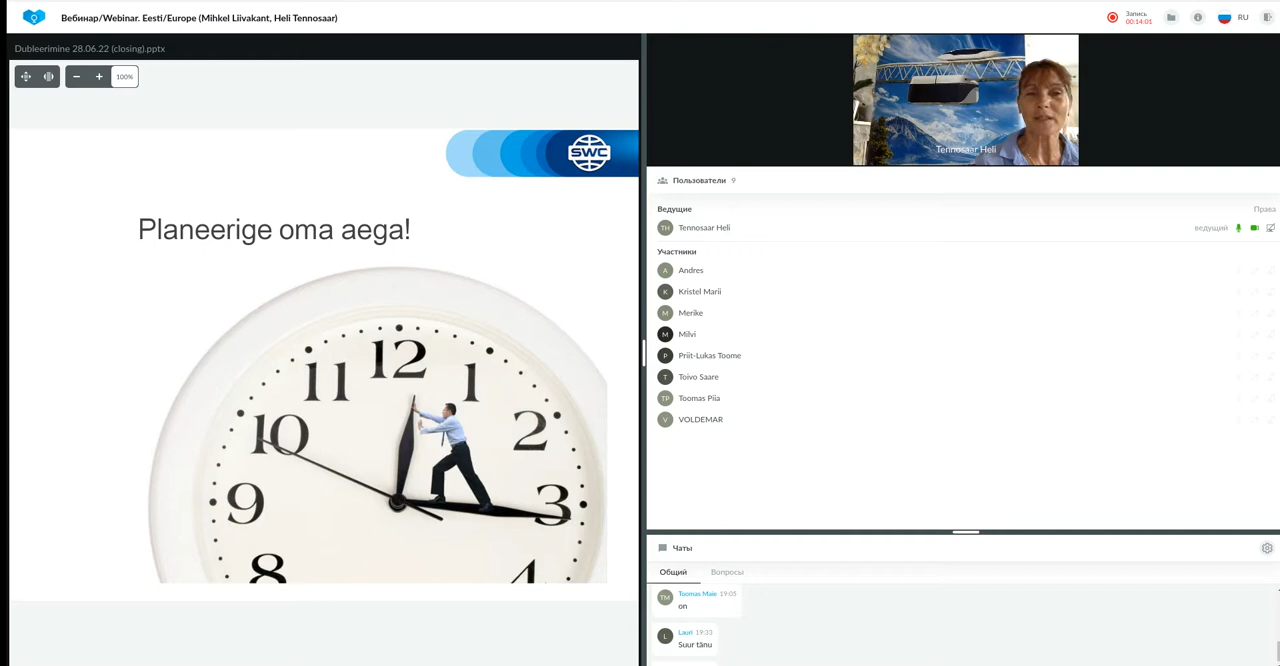 Вебинар/Webinar. Eesti/Europe (Mihkel Liivakant, Heli Tennosaar)
Запись
00:14:01
RU
Dubleerimine 28.06.22 (closing).pptx
100%
SWC
Planeerige oma aega!
12
11
1
10
2
9
3
8
4
Tennosaar Heli
Пользователи 9
Ведущие
Права
TH Tennosaar Heli
ведущий
Участники
A Andres
K Kristel Marii
M Merike
M Milvi
P Priit-Lukas Toome
T Toivo Saare
TP Toomas Piia
V VOLDEMAR
Чаты
Общий
Вопросы
TM Toomas Maie 19:05
on
L Lauri 19:33
Suur tänu